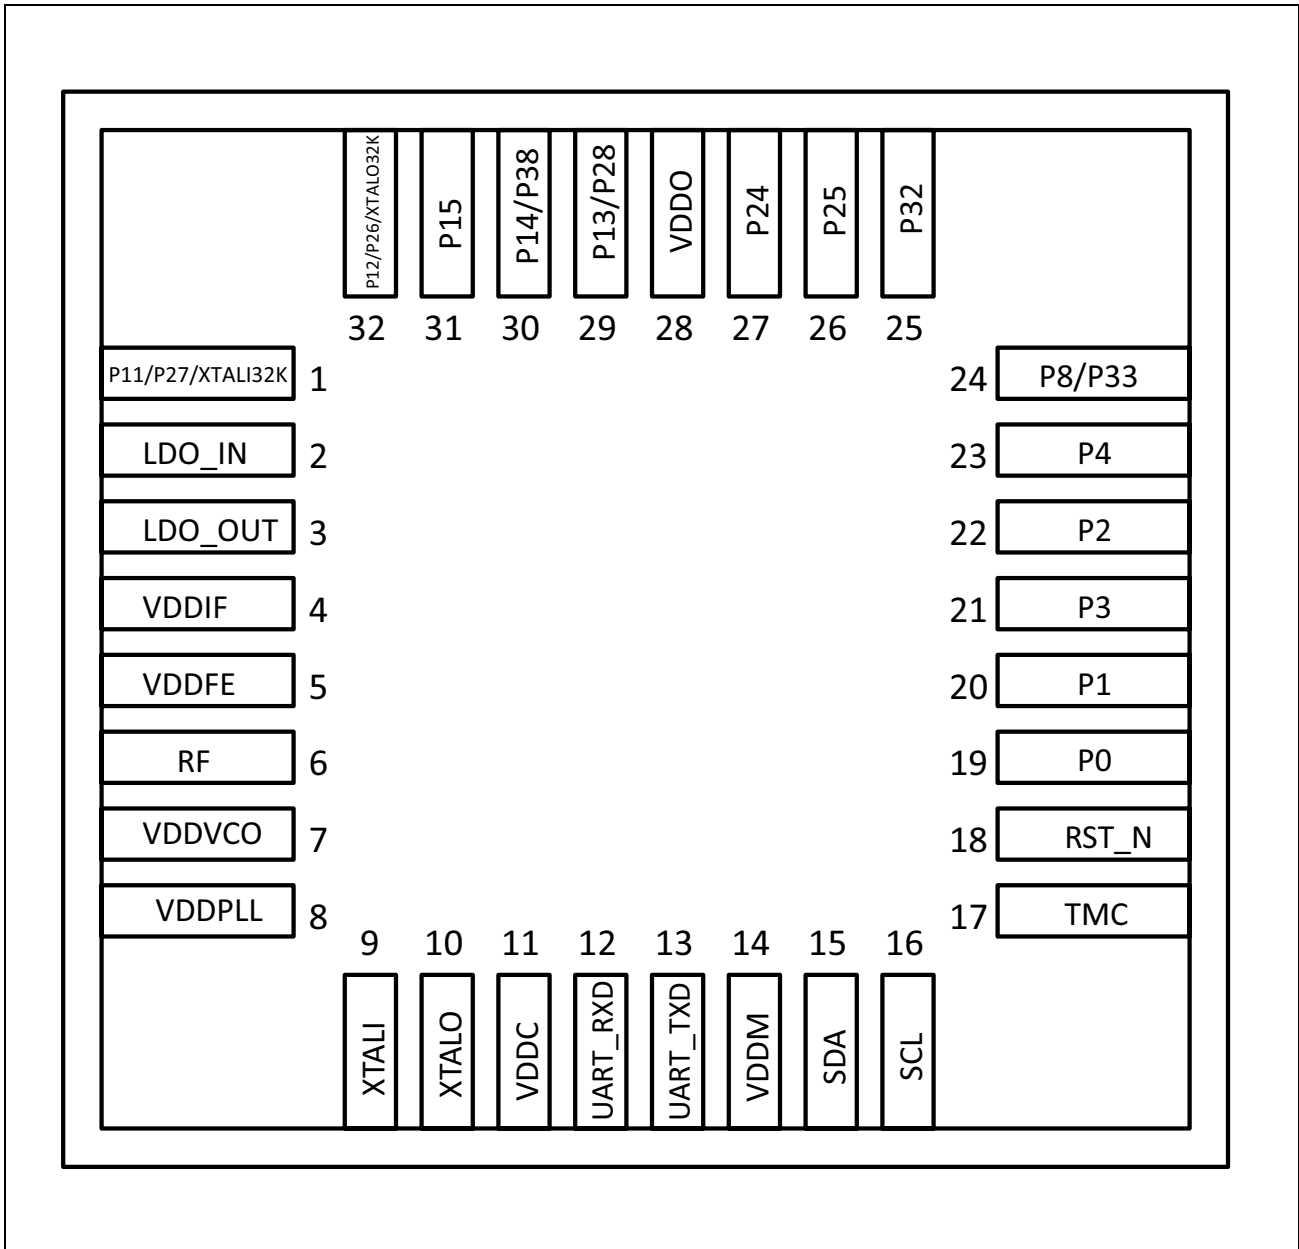 P12/P26/XTALO32K
P15
P14/P38
P13/P28
VDDO
P24
P25
P32
32 31 30 29 28 27 26 25
P11/P27/XTALI32K 1
24 P8/P33
LDO_IN 2
23 P4
LDO_OUT 3
22 P2
VDDIF 4
21 P3
VDDFE 5
20 P1
RF 6
19 P0
VDDVCO 7
18 RST_N
VDDPLL 8
17 TMC
9 10 11 12 13 14 15 16
XTALI
XTALO
VDDC
UART_RXD
UART_TXD
VDDM
SDA
SCL